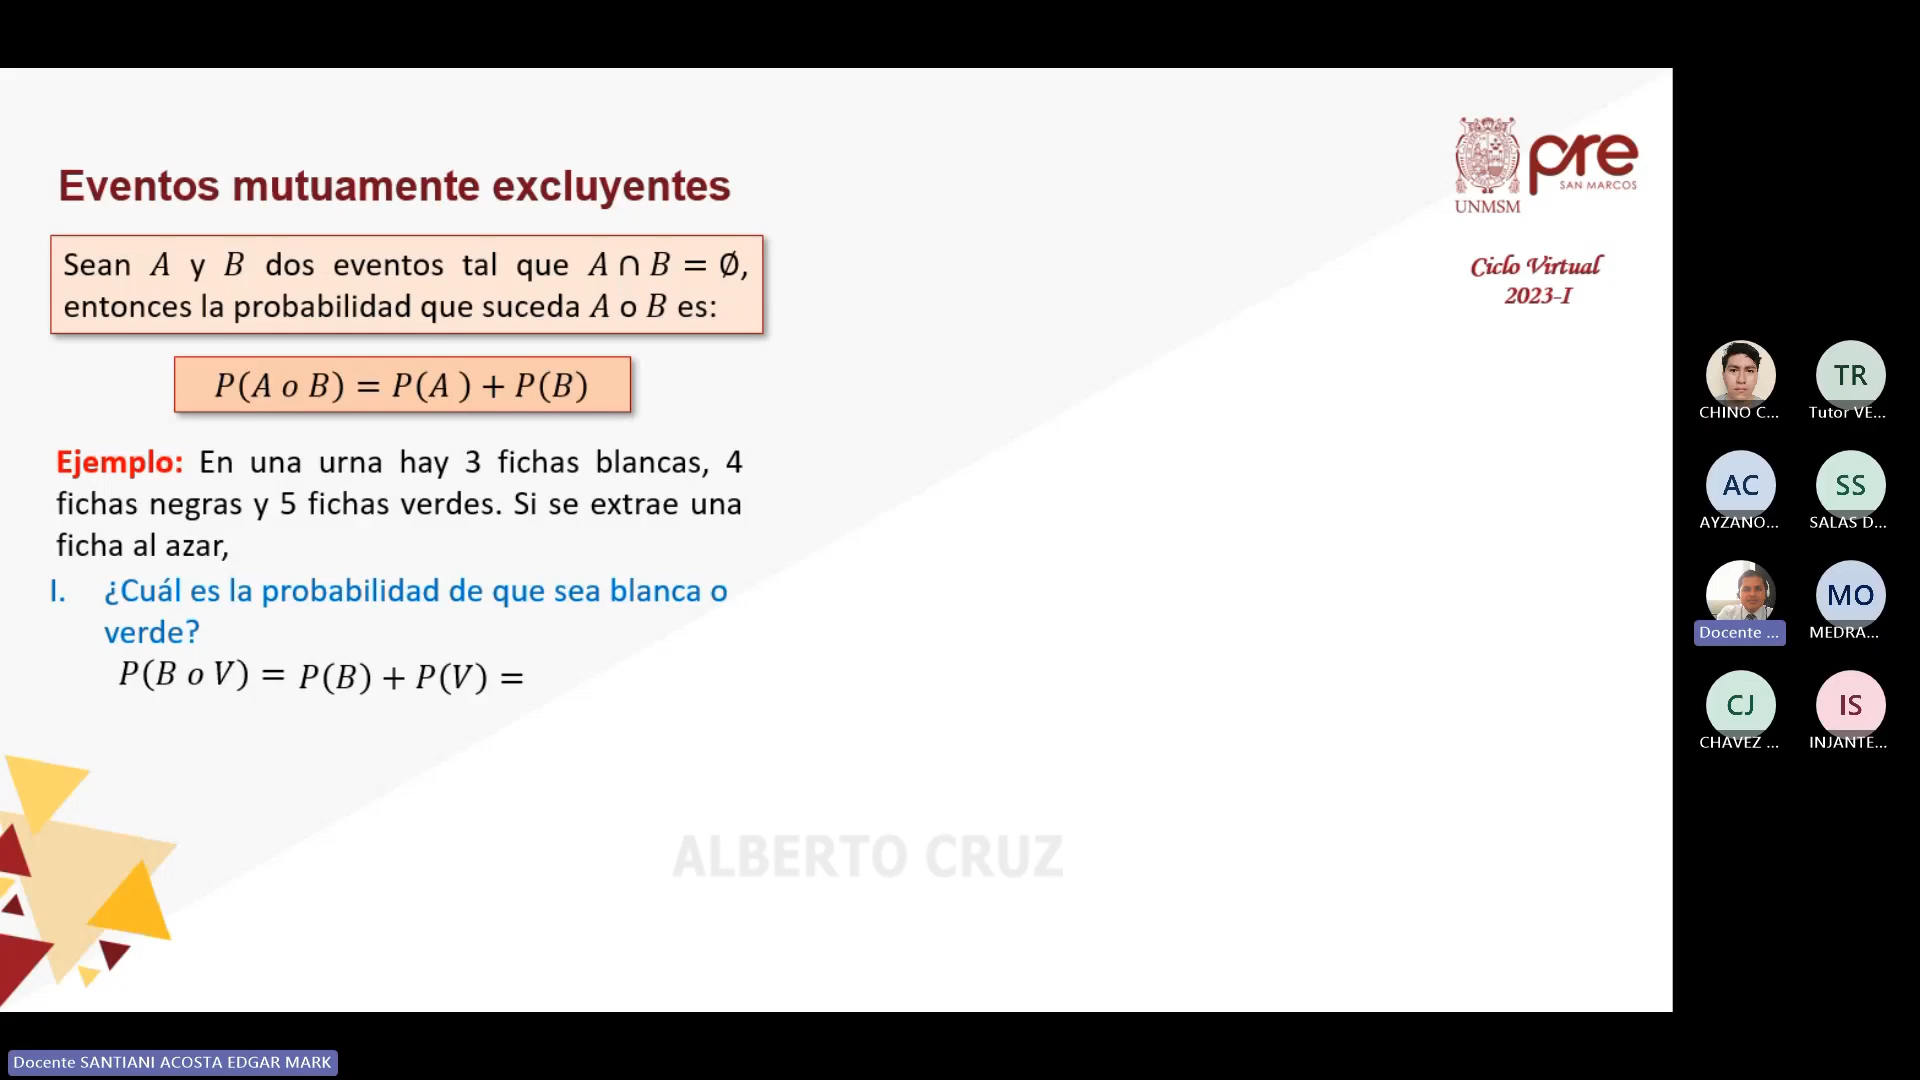 Eventos mutuamente excluyentes
Sean A y B dos eventos tal que A ∩ B = ∅,
entonces la probabilidad que suceda A o B es:
P(A o B) = P(A ) + P(B)
Ejemplo: En una urna hay 3 fichas blancas, 4
fichas negras y 5 fichas verdes. Si se extrae una
ficha al azar,
I. ¿Cuál es la probabilidad de que sea blanca o
verde?
P(B o V) = P(B) + P(V) =
ALBERTO CRUZ
pre
SAN MARCOS
UNMSM
Ciclo Virtual
2023-I
CHINO C...
TR
Tutor VE...
AC
AYZANO...
SS
SALAS D...
Docente ...
MO
MEDRA...
CJ
CHAVEZ ...
IS
INJANTE...
Docente SANTIANI ACOSTA EDGAR MARK